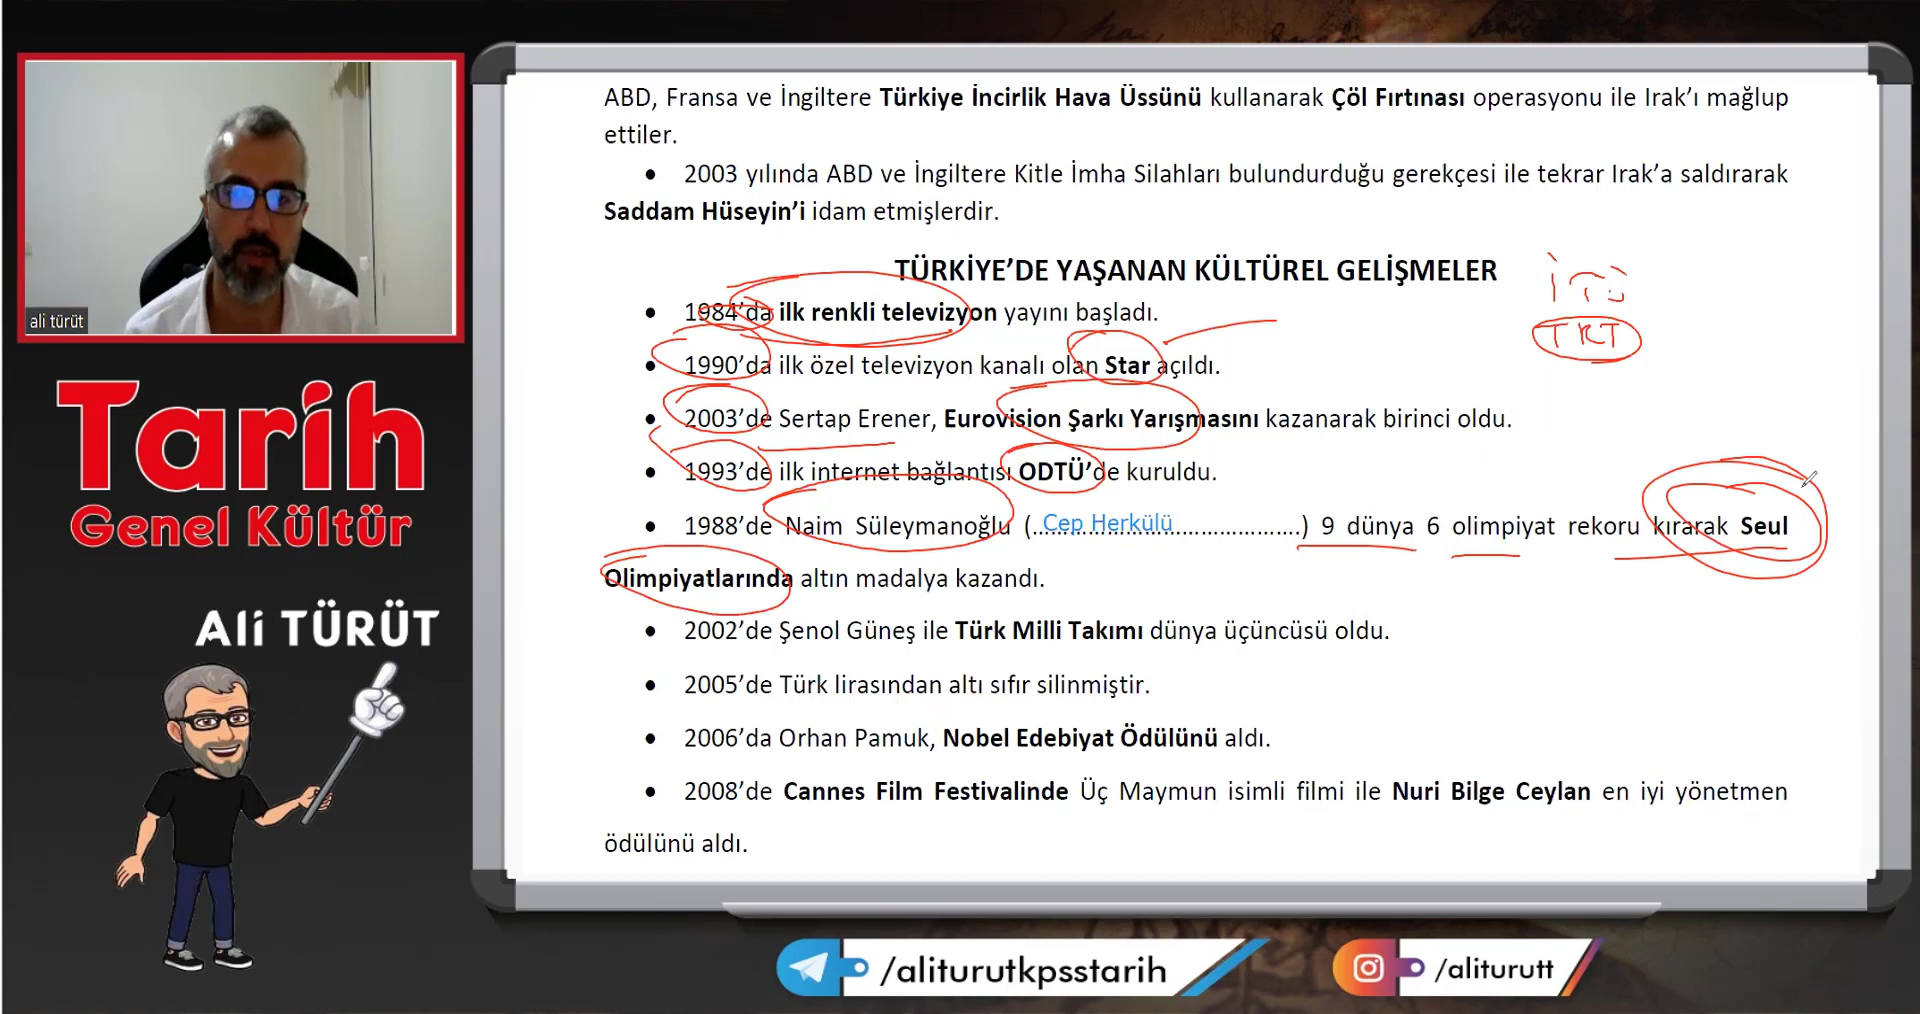 ABD, Fransa ve İngiltere Türkiye İncirlik Hava Üssünü kullanarak Çöl Fırtınası operasyonu ile Irak’ı mağlup
ettiler.
• 2003 yılında ABD ve İngiltere Kitle İmha Silahları bulundurduğu gerekçesi ile tekrar Irak’a saldırarak
Saddam Hüseyin’i idam etmişlerdir.
TÜRKİYE’DE YAŞANAN KÜLTÜREL GELİŞMELER
İTÜ
TRT
• 1984’da ilk renkli televizyon yayını başladı.
• 1990’da ilk özel televizyon kanalı olan Star açıldı.
• 2003’de Sertap Erener, Eurovision Şarkı Yarışmasını kazanarak birinci oldu.
• 1993’de ilk internet bağlantısı ODTÜ’de kuruldu.
• 1988’de Naim Süleymanoğlu (....Cep Herkülü....................) 9 dünya 6 olimpiyat rekoru kırarak Seul
Olimpiyatlarında altın madalya kazandı.
• 2002’de Şenol Güneş ile Türk Milli Takımı dünya üçüncüsü oldu.
• 2005’de Türk lirasından altı sıfır silinmiştir.
• 2006’da Orhan Pamuk, Nobel Edebiyat Ödülünü aldı.
• 2008’de Cannes Film Festivalinde Üç Maymun isimli filmi ile Nuri Bilge Ceylan en iyi yönetmen
ödülünü aldı.
ali türüt
Tarih
Genel Kültür
Ali TÜRÜT
/aliturutkpsstarih
/aliturutt